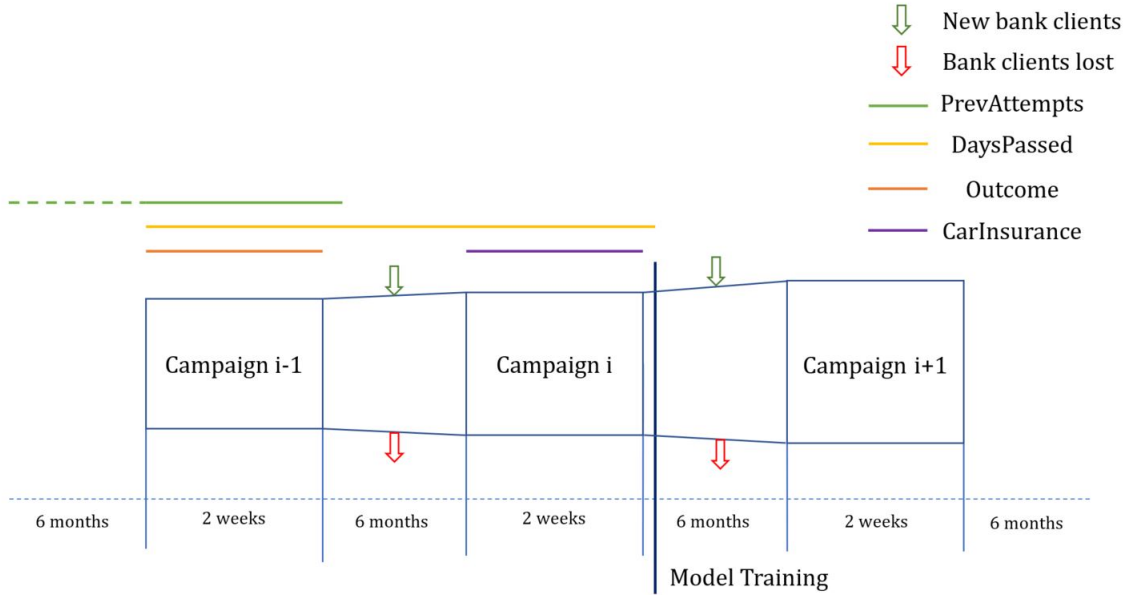 New bank clients
Bank clients lost
PrevAttempts
DaysPassed
Outcome
CarInsurance
Campaign i-1
Campaign i
Campaign i+1
6 months
2 weeks
6 months
2 weeks
6 months
2 weeks
6 months
Model Training